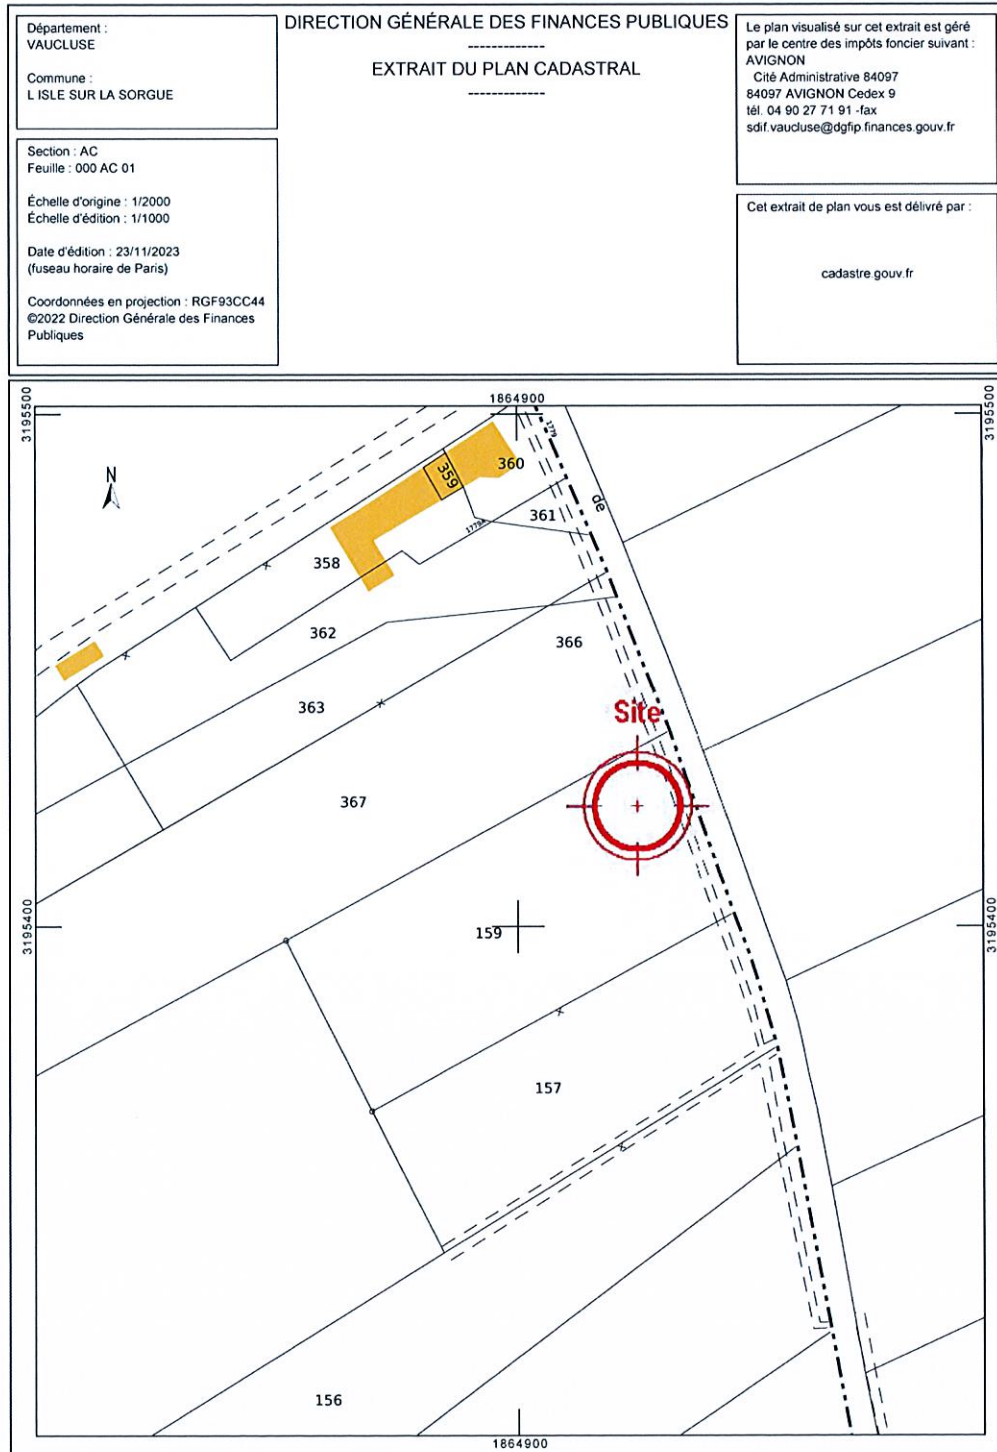 Département :
VAUCLUSE
Commune :
L ISLE SUR LA SORGUE
Section : AC
Feuille : 000 AC 01
Échelle d'origine : 1/2000
Échelle d'édition : 1/1000
Date d'édition : 23/11/2023
(fuseau horaire de Paris)
Coordonnées en projection : RGF93CC44
©2022 Direction Générale des Finances
Publiques
DIRECTION GÉNÉRALE DES FINANCES PUBLIQUES
-------------
EXTRAIT DU PLAN CADASTRAL
-------------
Le plan visualisé sur cet extrait est géré
par le centre des impôts foncier suivant :
AVIGNON
Cité Administrative 84097
84097 AVIGNON Cedex 9
tél. 04 90 27 71 91 -fax
sdif.vaucluse@dgfip.finances.gouv.fr
Cet extrait de plan vous est délivré par :
cadastre.gouv.fr
1864900
3195500
3195500
N
1779
360
359
de
361
1779A
358
362
366
363
Site
367
3195400
3195400
159
157
156
1864900